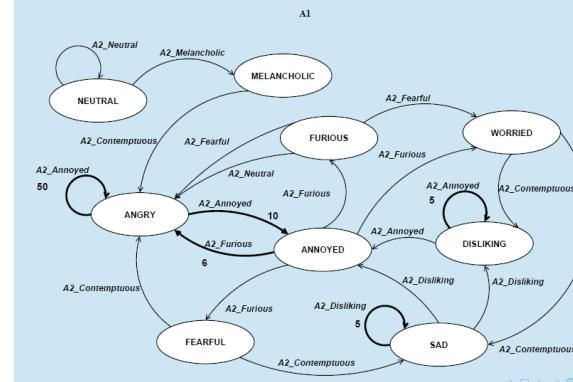 A1
A2_Neutral
A2_Melancholic
MELANCHOLIC
NEUTRAL
A2_Fearful
A2_Fearful
FURIOUS
WORRIED
A2_Contemptuous
A2_Furious
A2_Annoyed
50
A2_Neutral
A2_Annoyed
5
A2_Contemptuous
A2_Furious
A2_Annoyed
10
ANGRY
A2_Annoyed
A2_Furious
ANNOYED
DISLIKING
6
A2_Contemptuous
A2_Disliking
A2_Disliking
A2_Furious
A2_Disliking
5
FEARFUL
SAD
A2_Contemptuous
A2_Contemptuous